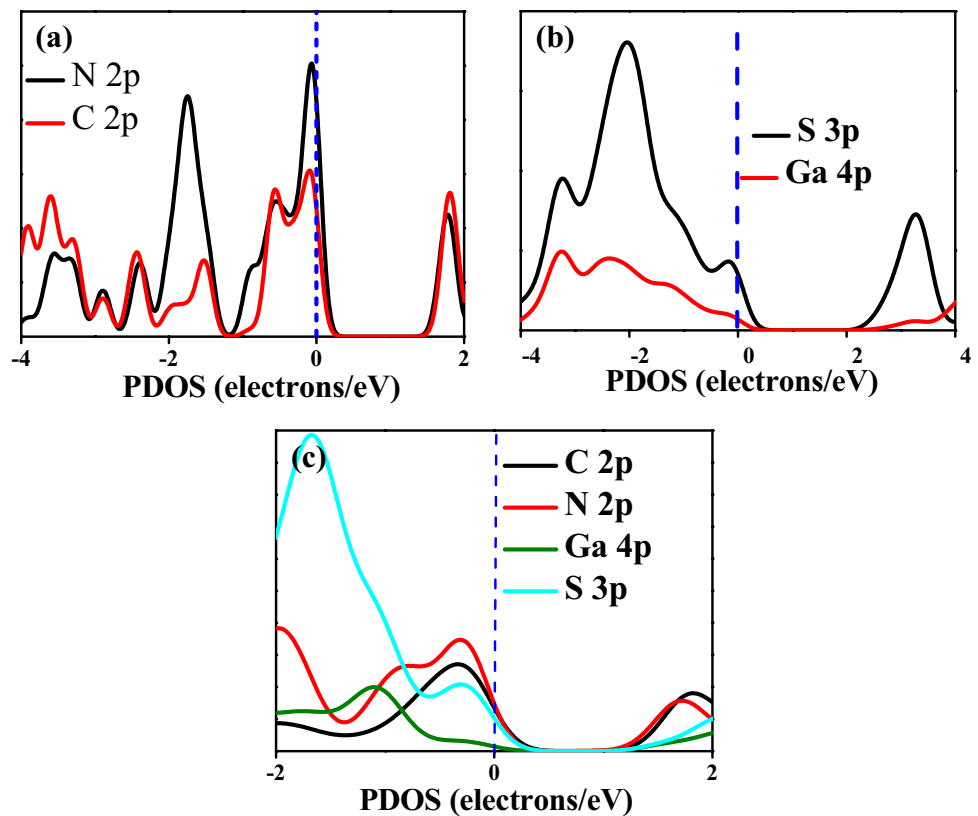 (a)
N 2p
C 2p
-4 -2 0 2
PDOS (electrons/eV)
(b)
S 3p
Ga 4p
-4 -2 0 2 4
PDOS (electrons/eV)
(c)
C 2p
N 2p
Ga 4p
S 3p
-2 -1 0 2
PDOS (electrons/eV)